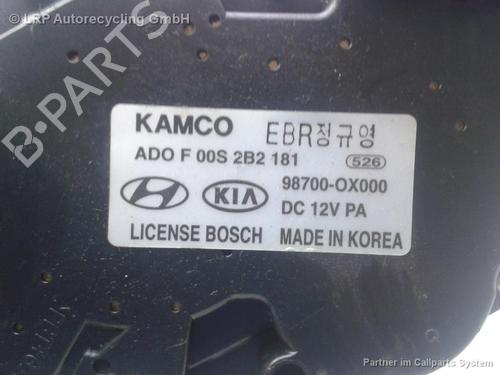 © LRP Autorecycling GmbH
B-PARTS
KAMCO EBR정규영
ADO F 00S 2B2 181 526
KIA 98700-OX000
DC 12V PA
LICENSE BOSCH MADE IN KOREA
Partner im Callparts System